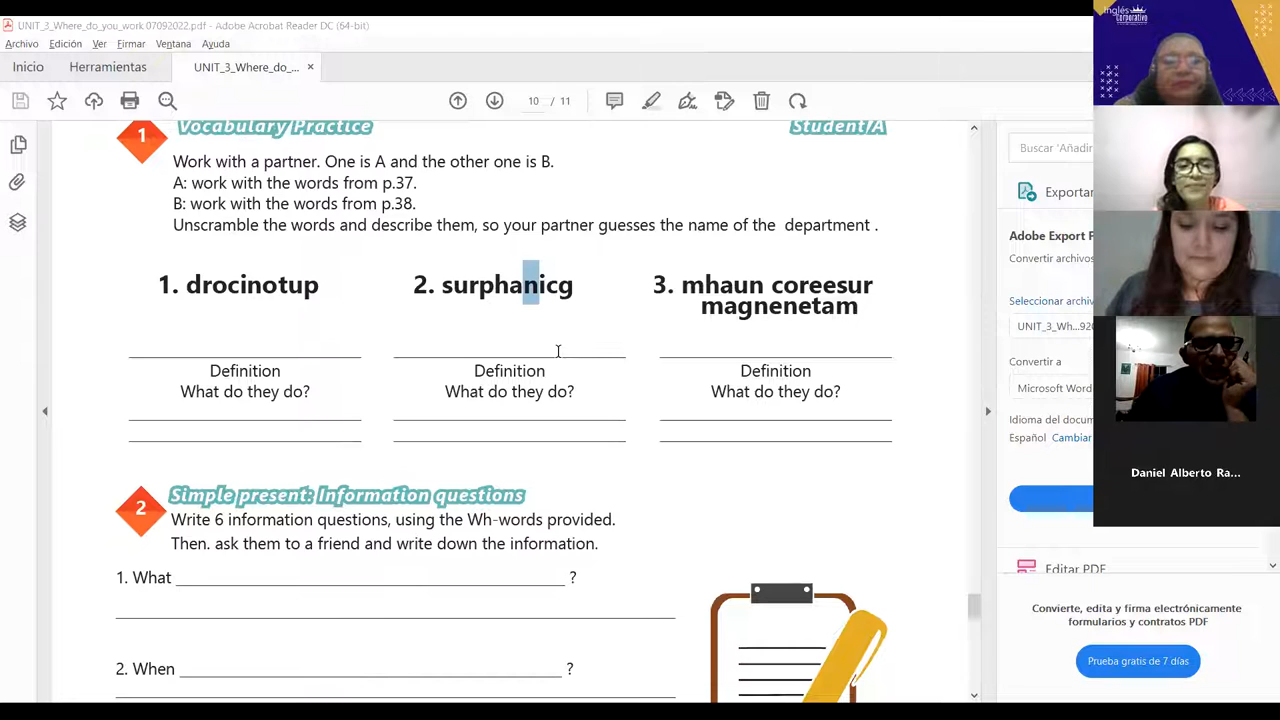 UNIT_3_Where_do_you_work 07092022.pdf - Adobe Acrobat Reader DC (64-bit)
Archivo Edición Ver Firmar Ventana Ayuda
Inicio Herramientas UNIT_3_Where_do_... ×
10 / 11
1 Vocabulary Practice Student A
Work with a partner. One is A and the other one is B.
A: work with the words from p.37.
B: work with the words from p.38.
Unscramble the words and describe them, so your partner guesses the name of the department .
1. drocinotup 2. surphanicg 3. mhaun coreesur
magnenetam
Definition Definition Definition
What do they do? What do they do? What do they do?
2 Simple present: Information questions
Write 6 information questions, using the Wh-words provided.
Then. ask them to a friend and write down the information.
1. What ?
2. When ?
Buscar 'Añadir
Exportar
Adobe Export P
Convertir archivos
Seleccionar archiv
UNIT_3_Wh...920
Convertir a
Microsoft Word
Idioma del docum
Español Cambiar
Editar PDF
Convierte, edita y firma electrónicamente
formularios y contratos PDF
Prueba gratis de 7 días
Inglés
Corporativo
Daniel Alberto Ra...